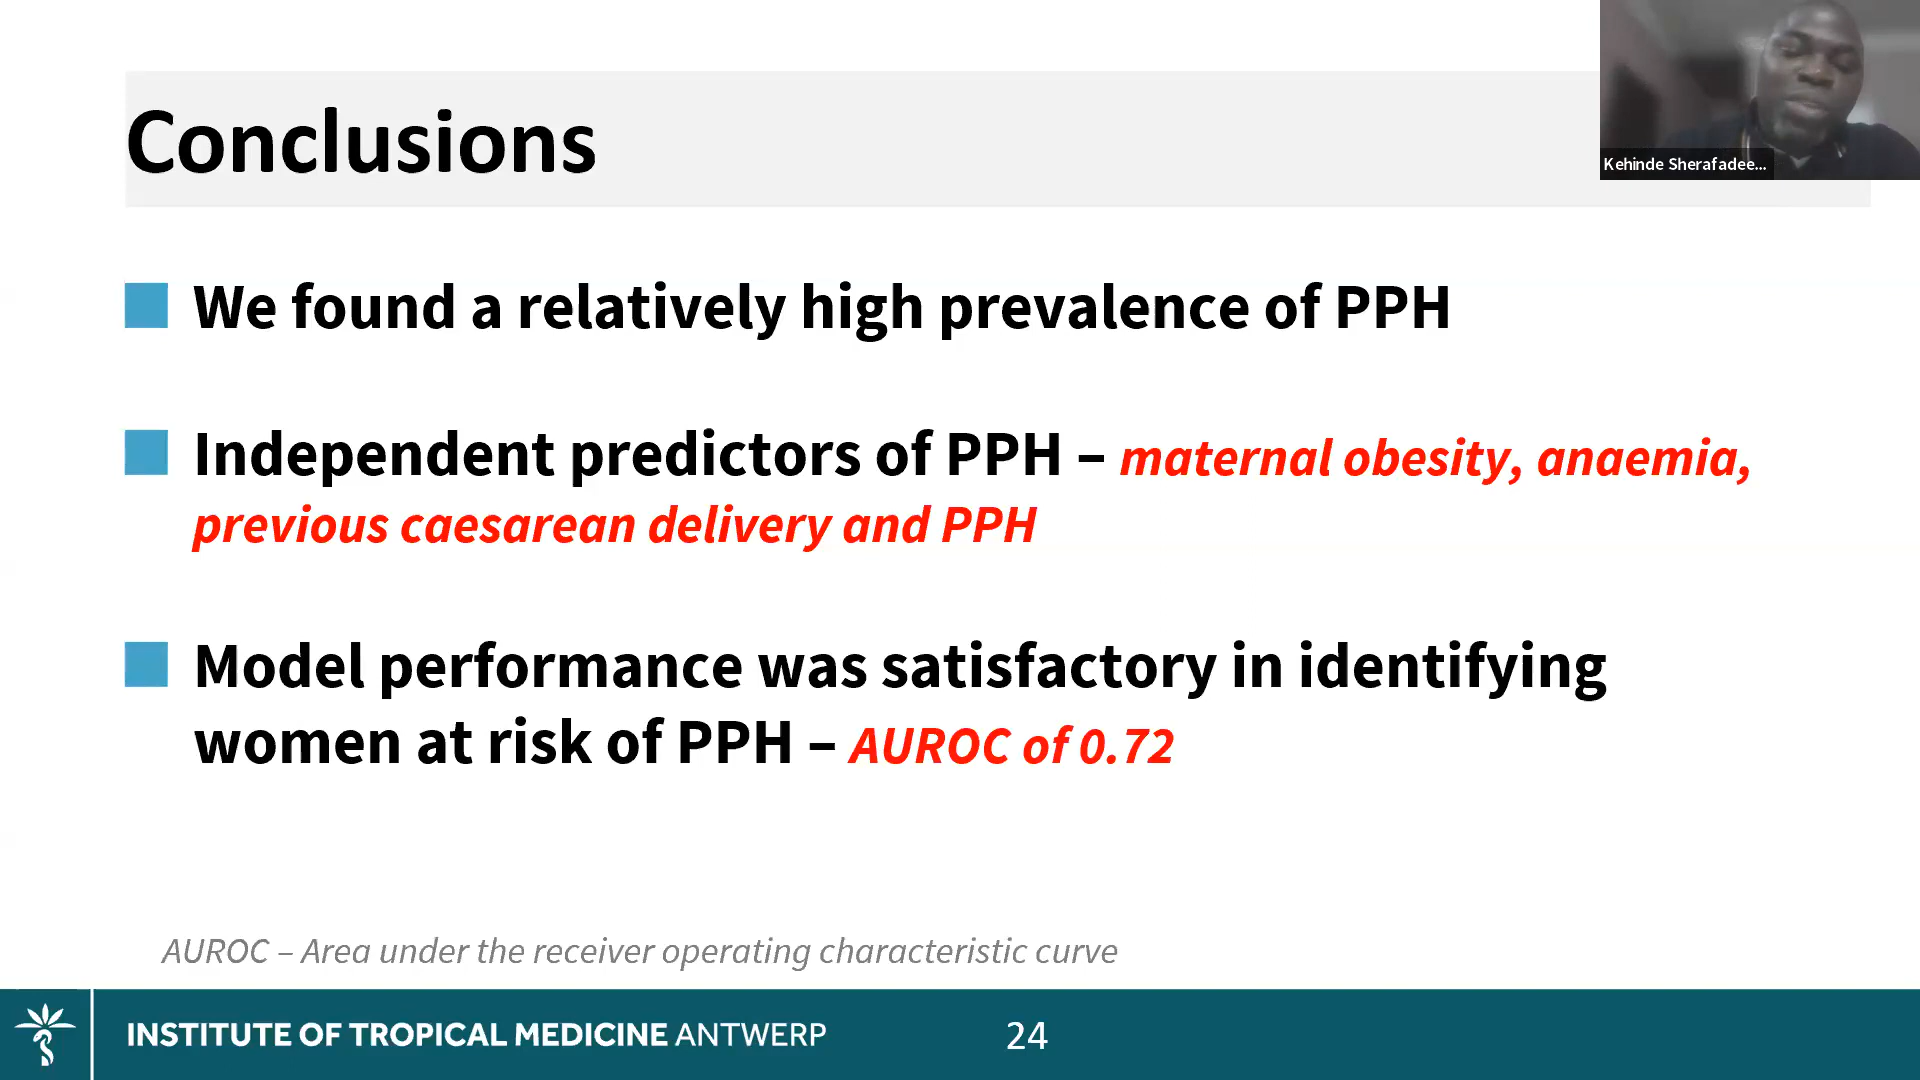 Conclusions
Kehinde Sherafadee...
We found a relatively high prevalence of PPH
Independent predictors of PPH – maternal obesity, anaemia,
previous caesarean delivery and PPH
Model performance was satisfactory in identifying
women at risk of PPH – AUROC of 0.72
AUROC – Area under the receiver operating characteristic curve
INSTITUTE OF TROPICAL MEDICINE ANTWERP
24